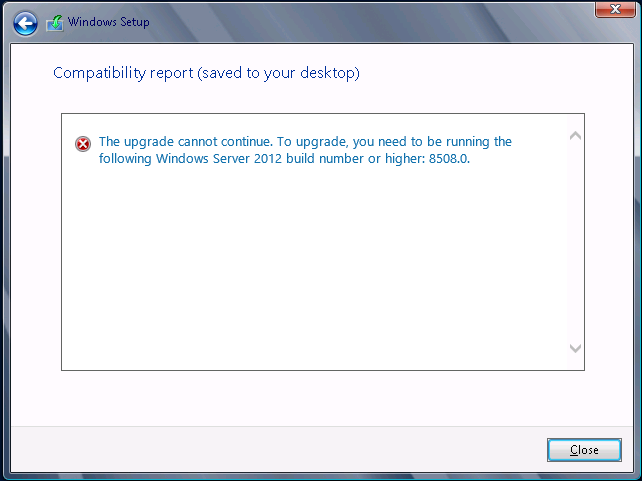 Windows Setup
Compatibility report (saved to your desktop)
The upgrade cannot continue. To upgrade, you need to be running the
following Windows Server 2012 build number or higher: 8508.0.
Close